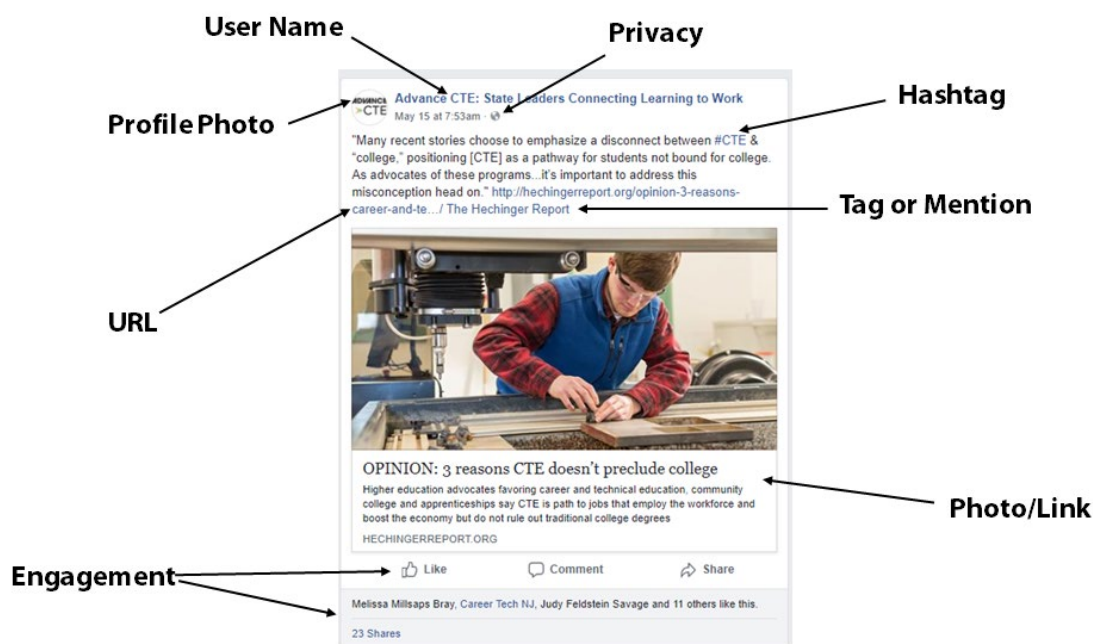 User Name
Privacy
Hashtag
Profile Photo
ADVANCE
CTE
Advance CTE: State Leaders Connecting Learning to Work
May 15 at 7:53am ·
"Many recent stories choose to emphasize a disconnect between #CTE &
“college,” positioning [CTE] as a pathway for students not bound for college.
As advocates of these programs...it's important to address this
misconception head on." http://hechingerreport.org/opinion-3-reasons-
career-and-te.../ The Hechinger Report
Tag or Mention
URL
OPINION: 3 reasons CTE doesn’t preclude college
Higher education advocates favoring career and technical education, community
college and apprenticeships say CTE is path to jobs that employ the workforce and
boost the economy but do not rule out traditional college degrees
HECHINGERREPORT.ORG
Photo/Link
Engagement
Like Comment Share
Melissa Millsaps Bray, Career Tech NJ, Judy Feldstein Savage and 11 others like this.
23 Shares